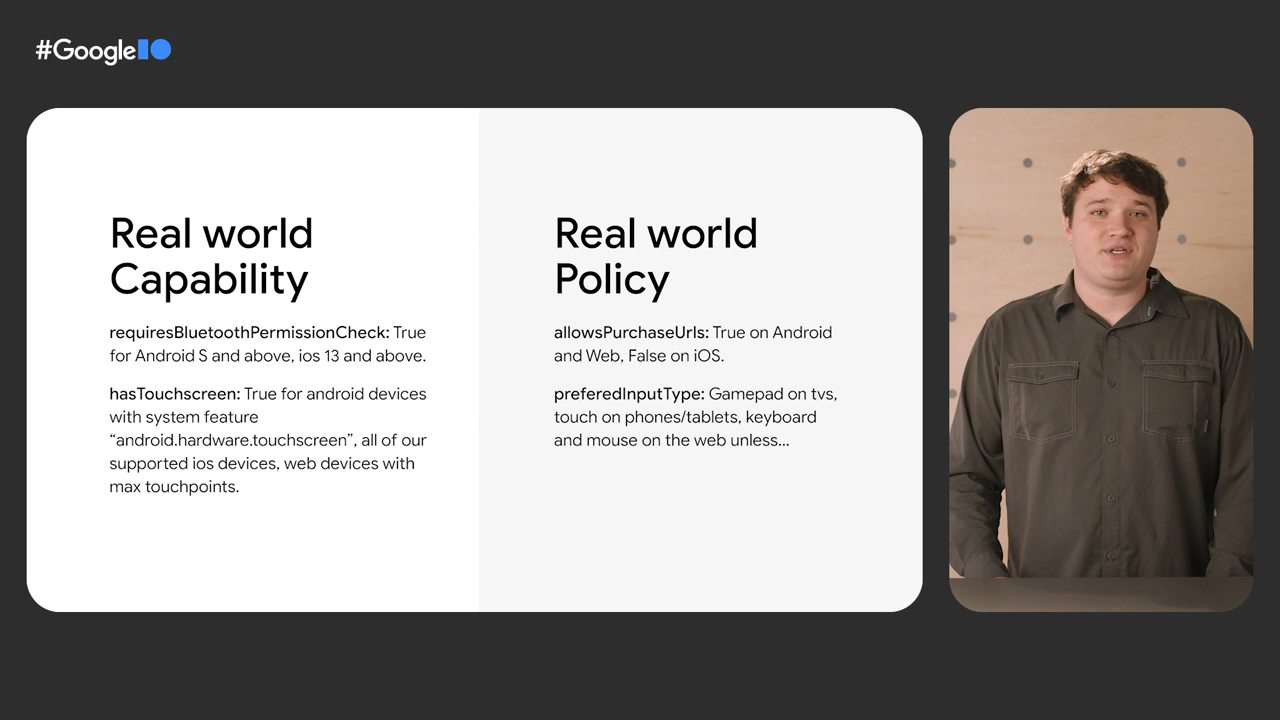 #GoogleIO
Real world
Capability
requiresBluetoothPermissionCheck: True
for Android S and above, ios 13 and above.
hasTouchscreen: True for android devices
with system feature
“android.hardware.touchscreen”, all of our
supported ios devices, web devices with
max touchpoints.
Real world
Policy
allowsPurchaseUrls: True on Android
and Web, False on iOS.
preferedInputType: Gamepad on tvs,
touch on phones/tablets, keyboard
and mouse on the web unless...